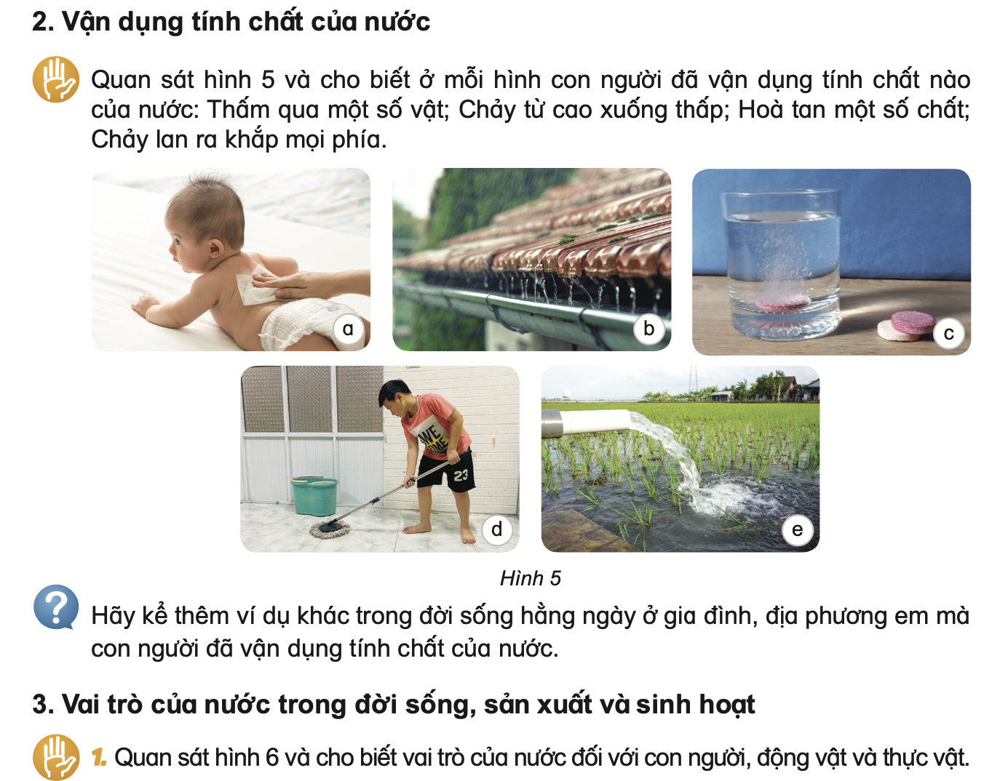 2. Vận dụng tính chất của nước
Quan sát hình 5 và cho biết ở mỗi hình con người đã vận dụng tính chất nào
của nước: Thấm qua một số vật; Chảy từ cao xuống thấp; Hoà tan một số chất;
Chảy lan ra khắp mọi phía.
a
b
c
WE
ME
23
d
e
Hình 5
?
Hãy kể thêm ví dụ khác trong đời sống hằng ngày ở gia đình, địa phương em mà
con người đã vận dụng tính chất của nước.
3. Vai trò của nước trong đời sống, sản xuất và sinh hoạt
1. Quan sát hình 6 và cho biết vai trò của nước đối với con người, động vật và thực vật.